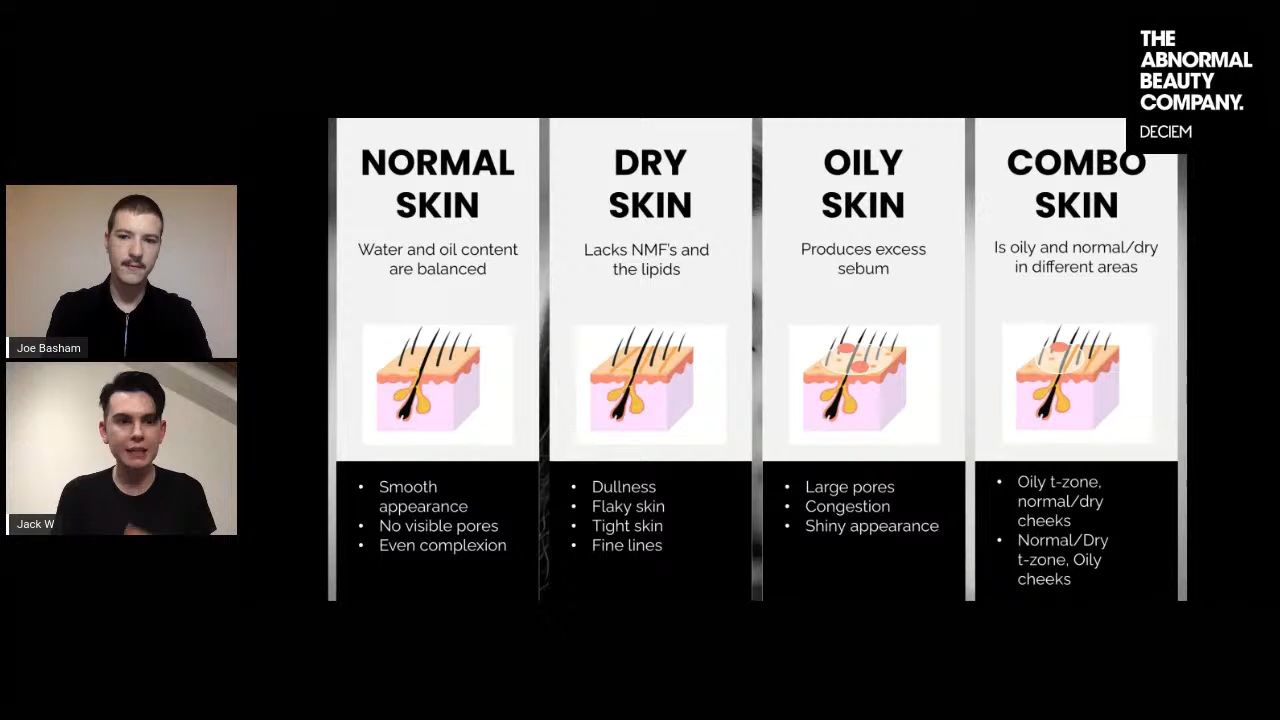 THE
ABNORMAL
BEAUTY
COMPANY.
DECIEM
NORMAL
SKIN
Water and oil content
are balanced
• Smooth
appearance
• No visible pores
• Even complexion
DRY
SKIN
Lacks NMF's and
the lipids
• Dullness
• Flaky skin
• Tight skin
• Fine lines
OILY
SKIN
Produces excess
sebum
• Large pores
• Congestion
• Shiny appearance
COMBO
SKIN
Is oily and normal/dry
in different areas
• Oily t-zone,
normal/dry
cheeks
• Normal/Dry
t-zone, Oily
cheeks
Joe Basham
Jack W